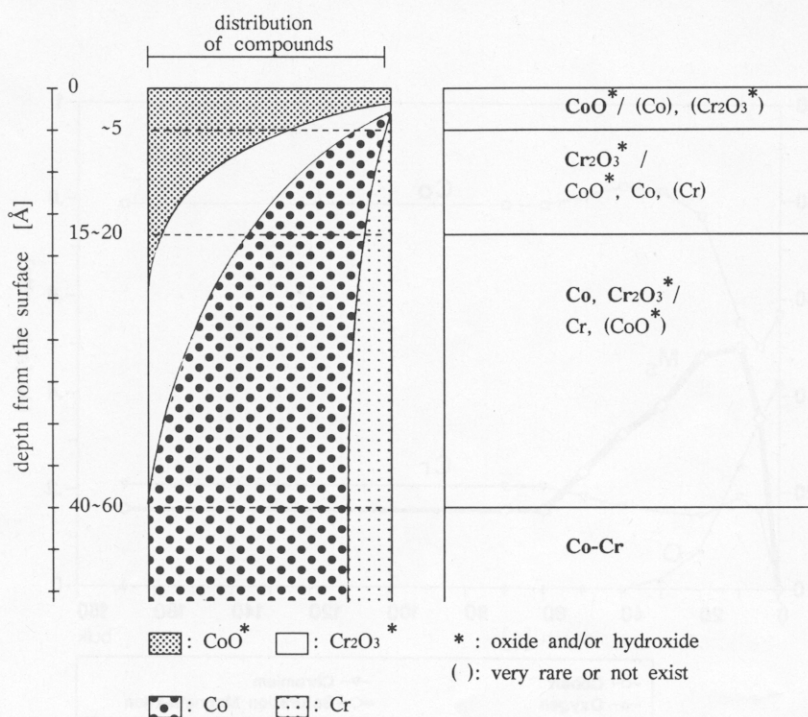 distribution
of compounds
0
~5
15~20
40~60
depth from the surface [Å]
CoO* / (Co), (Cr2O3*)
Cr2O3* /
CoO*, Co, (Cr)
Co, Cr2O3* /
Cr, (CoO*)
Co-Cr
: CoO* : Cr2O3*
: Co : Cr
* : oxide and/or hydroxide
( ): very rare or not exist